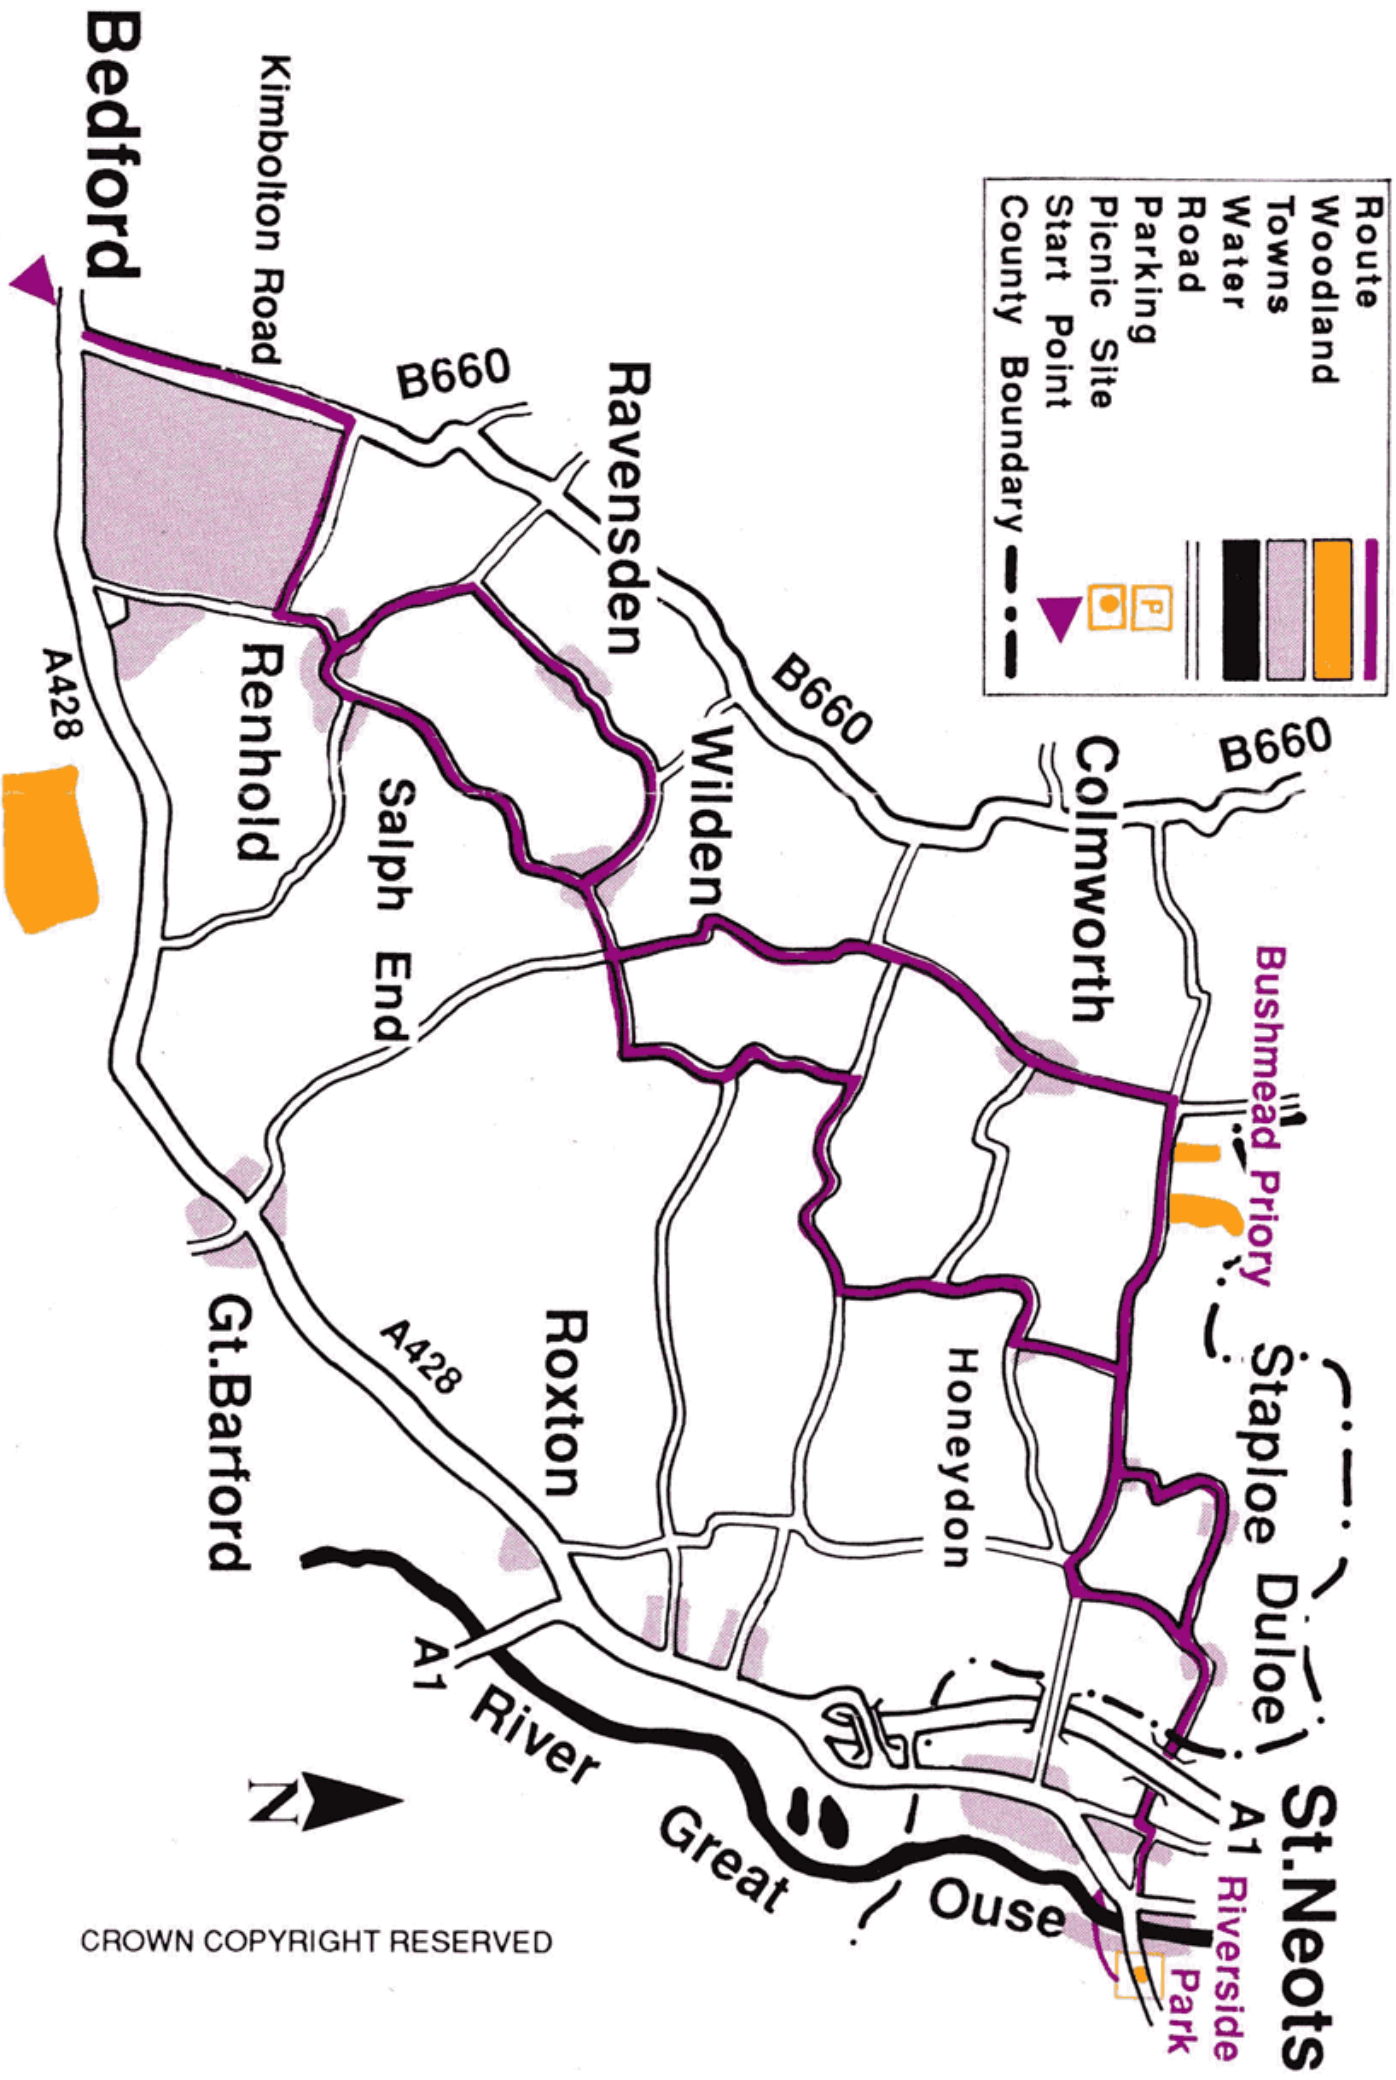 Route
Woodland
Towns
Water
Road
Parking
P
Picnic Site
Start Point
County Boundary
B660
Bushmead Priory
Staploe
Duloe
St.Neots
Colmworth
A1
Riverside
Park
B660
Honeydon
Ouse
Wilden
Great
Ravensden
Roxton
River
B660
A1
Salph End
A428
Kimbolton Road
Renhold
Gt.Barford
N
Bedford
A428
CROWN COPYRIGHT RESERVED